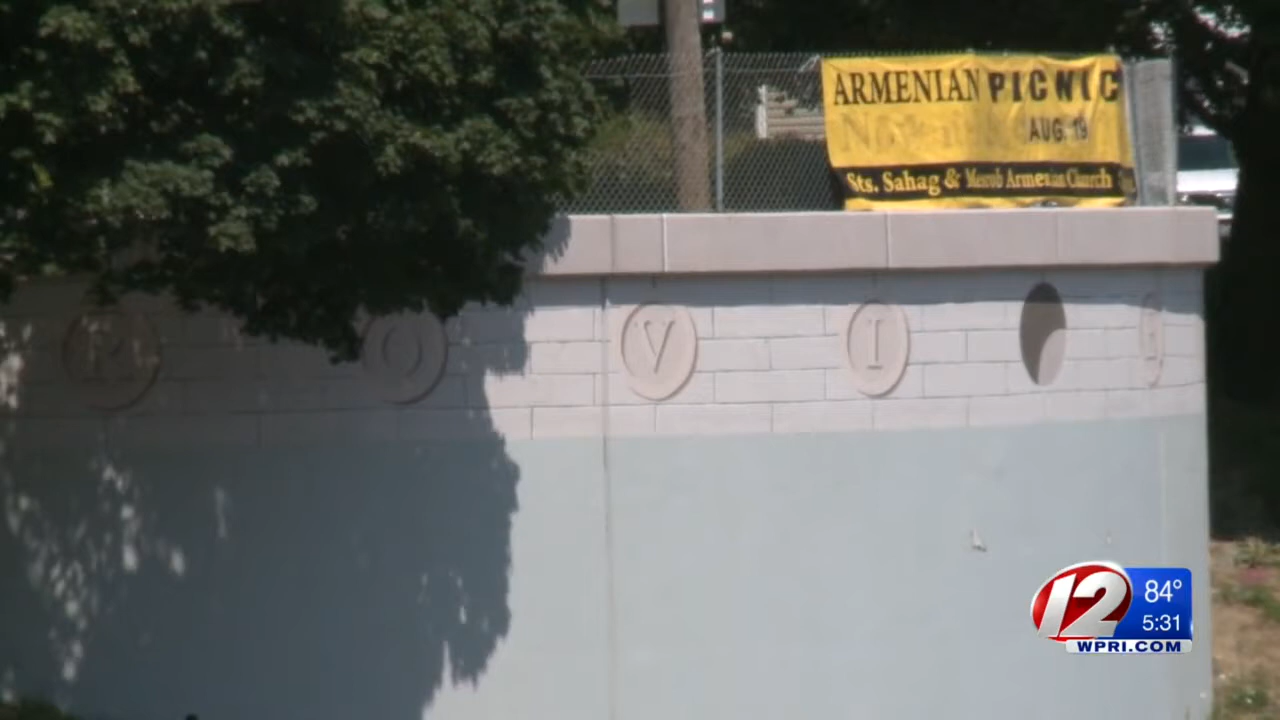 ARMENIAN PICNIC
AUG. 19
Sts. Sahag & Mesrob Armenian Church
R O V I
12
84°
5:31
WPRI.COM